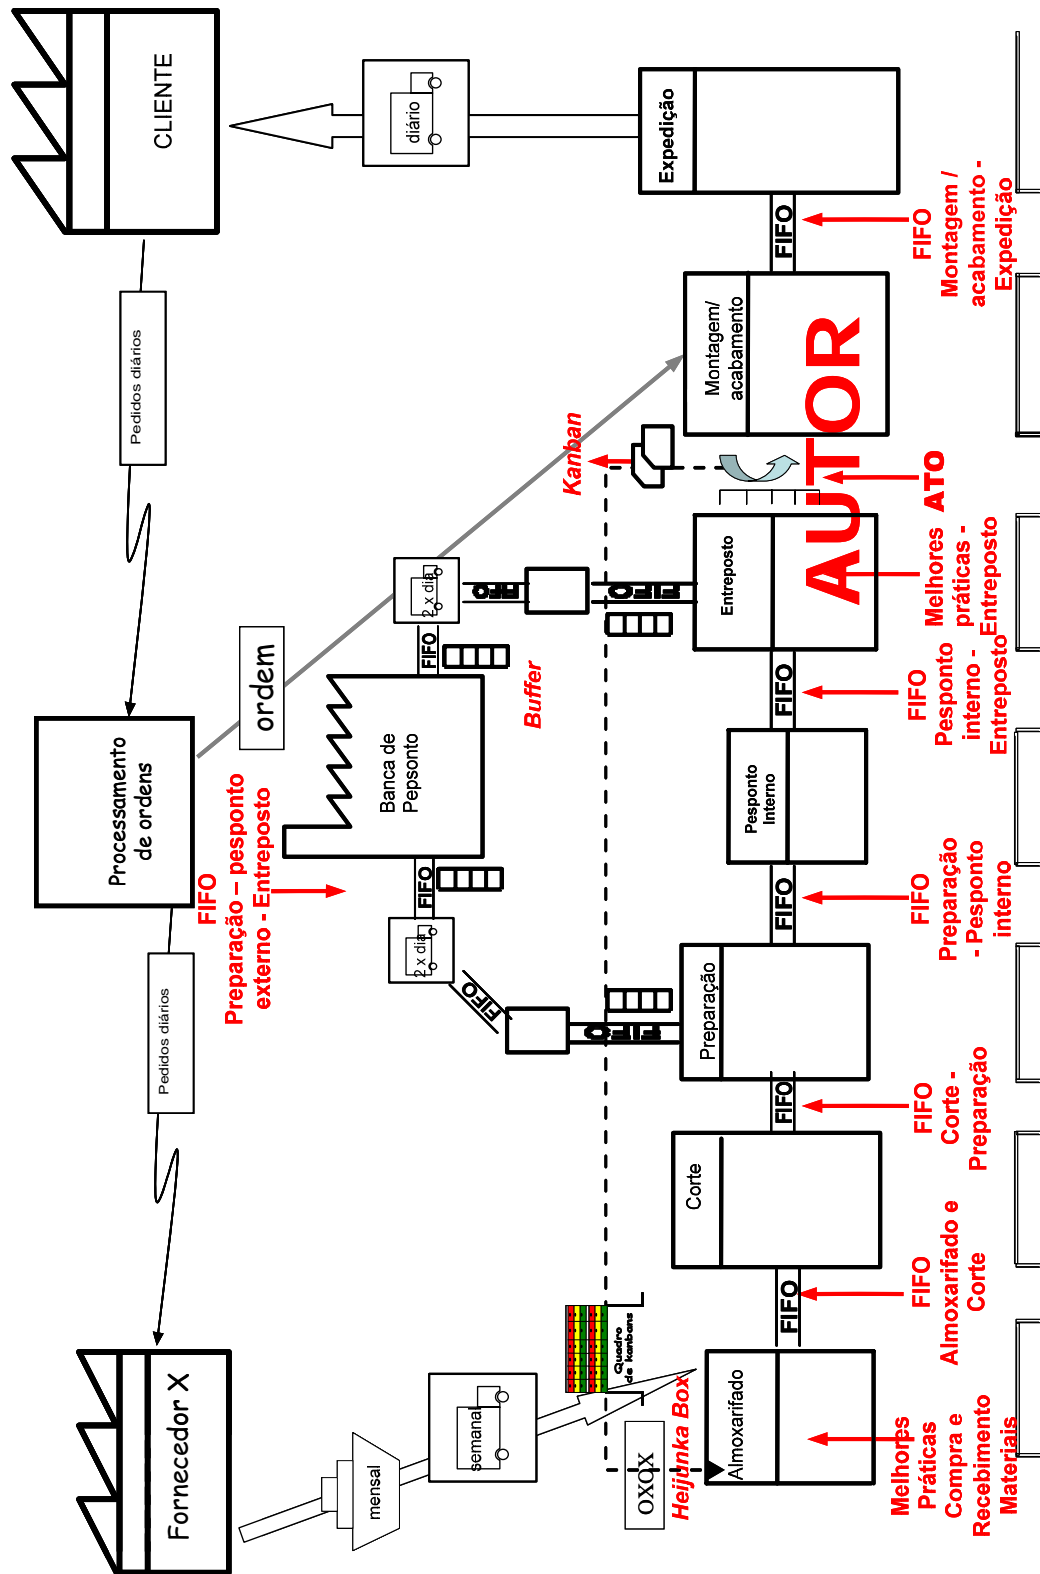 Fornecedor X
Pedidos diários
Processamento
de ordens
Pedidos diários
CLIENTE
mensal
semanal
FIFO
Preparação – pesponto
externo - Entreposto
ordem
diário
2 x dia
FIFO
Banca de
Pepsonto
FIFO
2 x dia
FIFO
FIFO
Buffer
Kanban
Quadro
de kanbans
OXOX
Heijunka Box
FIFO
FIFO
Almoxarifado
FIFO
Corte
FIFO
Preparação
FIFO
Pesponto
Interno
FIFO
Entreposto
Montagem/
acabamento
FIFO
Expedição
AUTOR
Melhores
Práticas
Compra e
Recebimento
Materiais
FIFO
Almoxarifado e
Corte
FIFO
Corte -
Preparação
FIFO
Preparação
- Pesponto
interno
FIFO
Pesponto
interno -
Entreposto
Melhores
práticas -
Entreposto
ATO
FIFO
Montagem /
acabamento -
Expedição